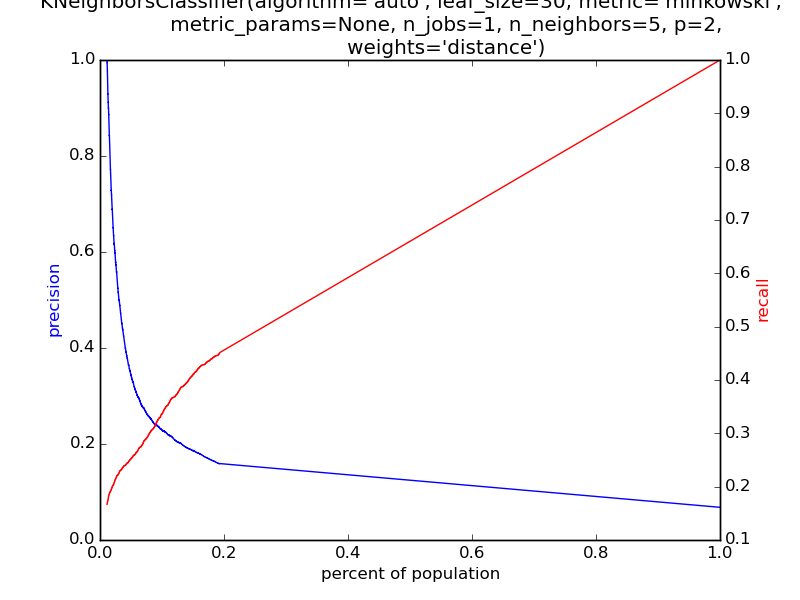 KNeighborsClassifier(algorithm='auto', leaf_size=30, metric='minkowski',
metric_params=None, n_jobs=1, n_neighbors=5, p=2,
weights='distance')
1.0
0.8
0.6
0.4
0.2
0.0
precision
1.0
0.9
0.8
0.7
0.6
0.5
0.4
0.3
0.2
0.1
recall
0.0 0.2 0.4 0.6 0.8 1.0
percent of population